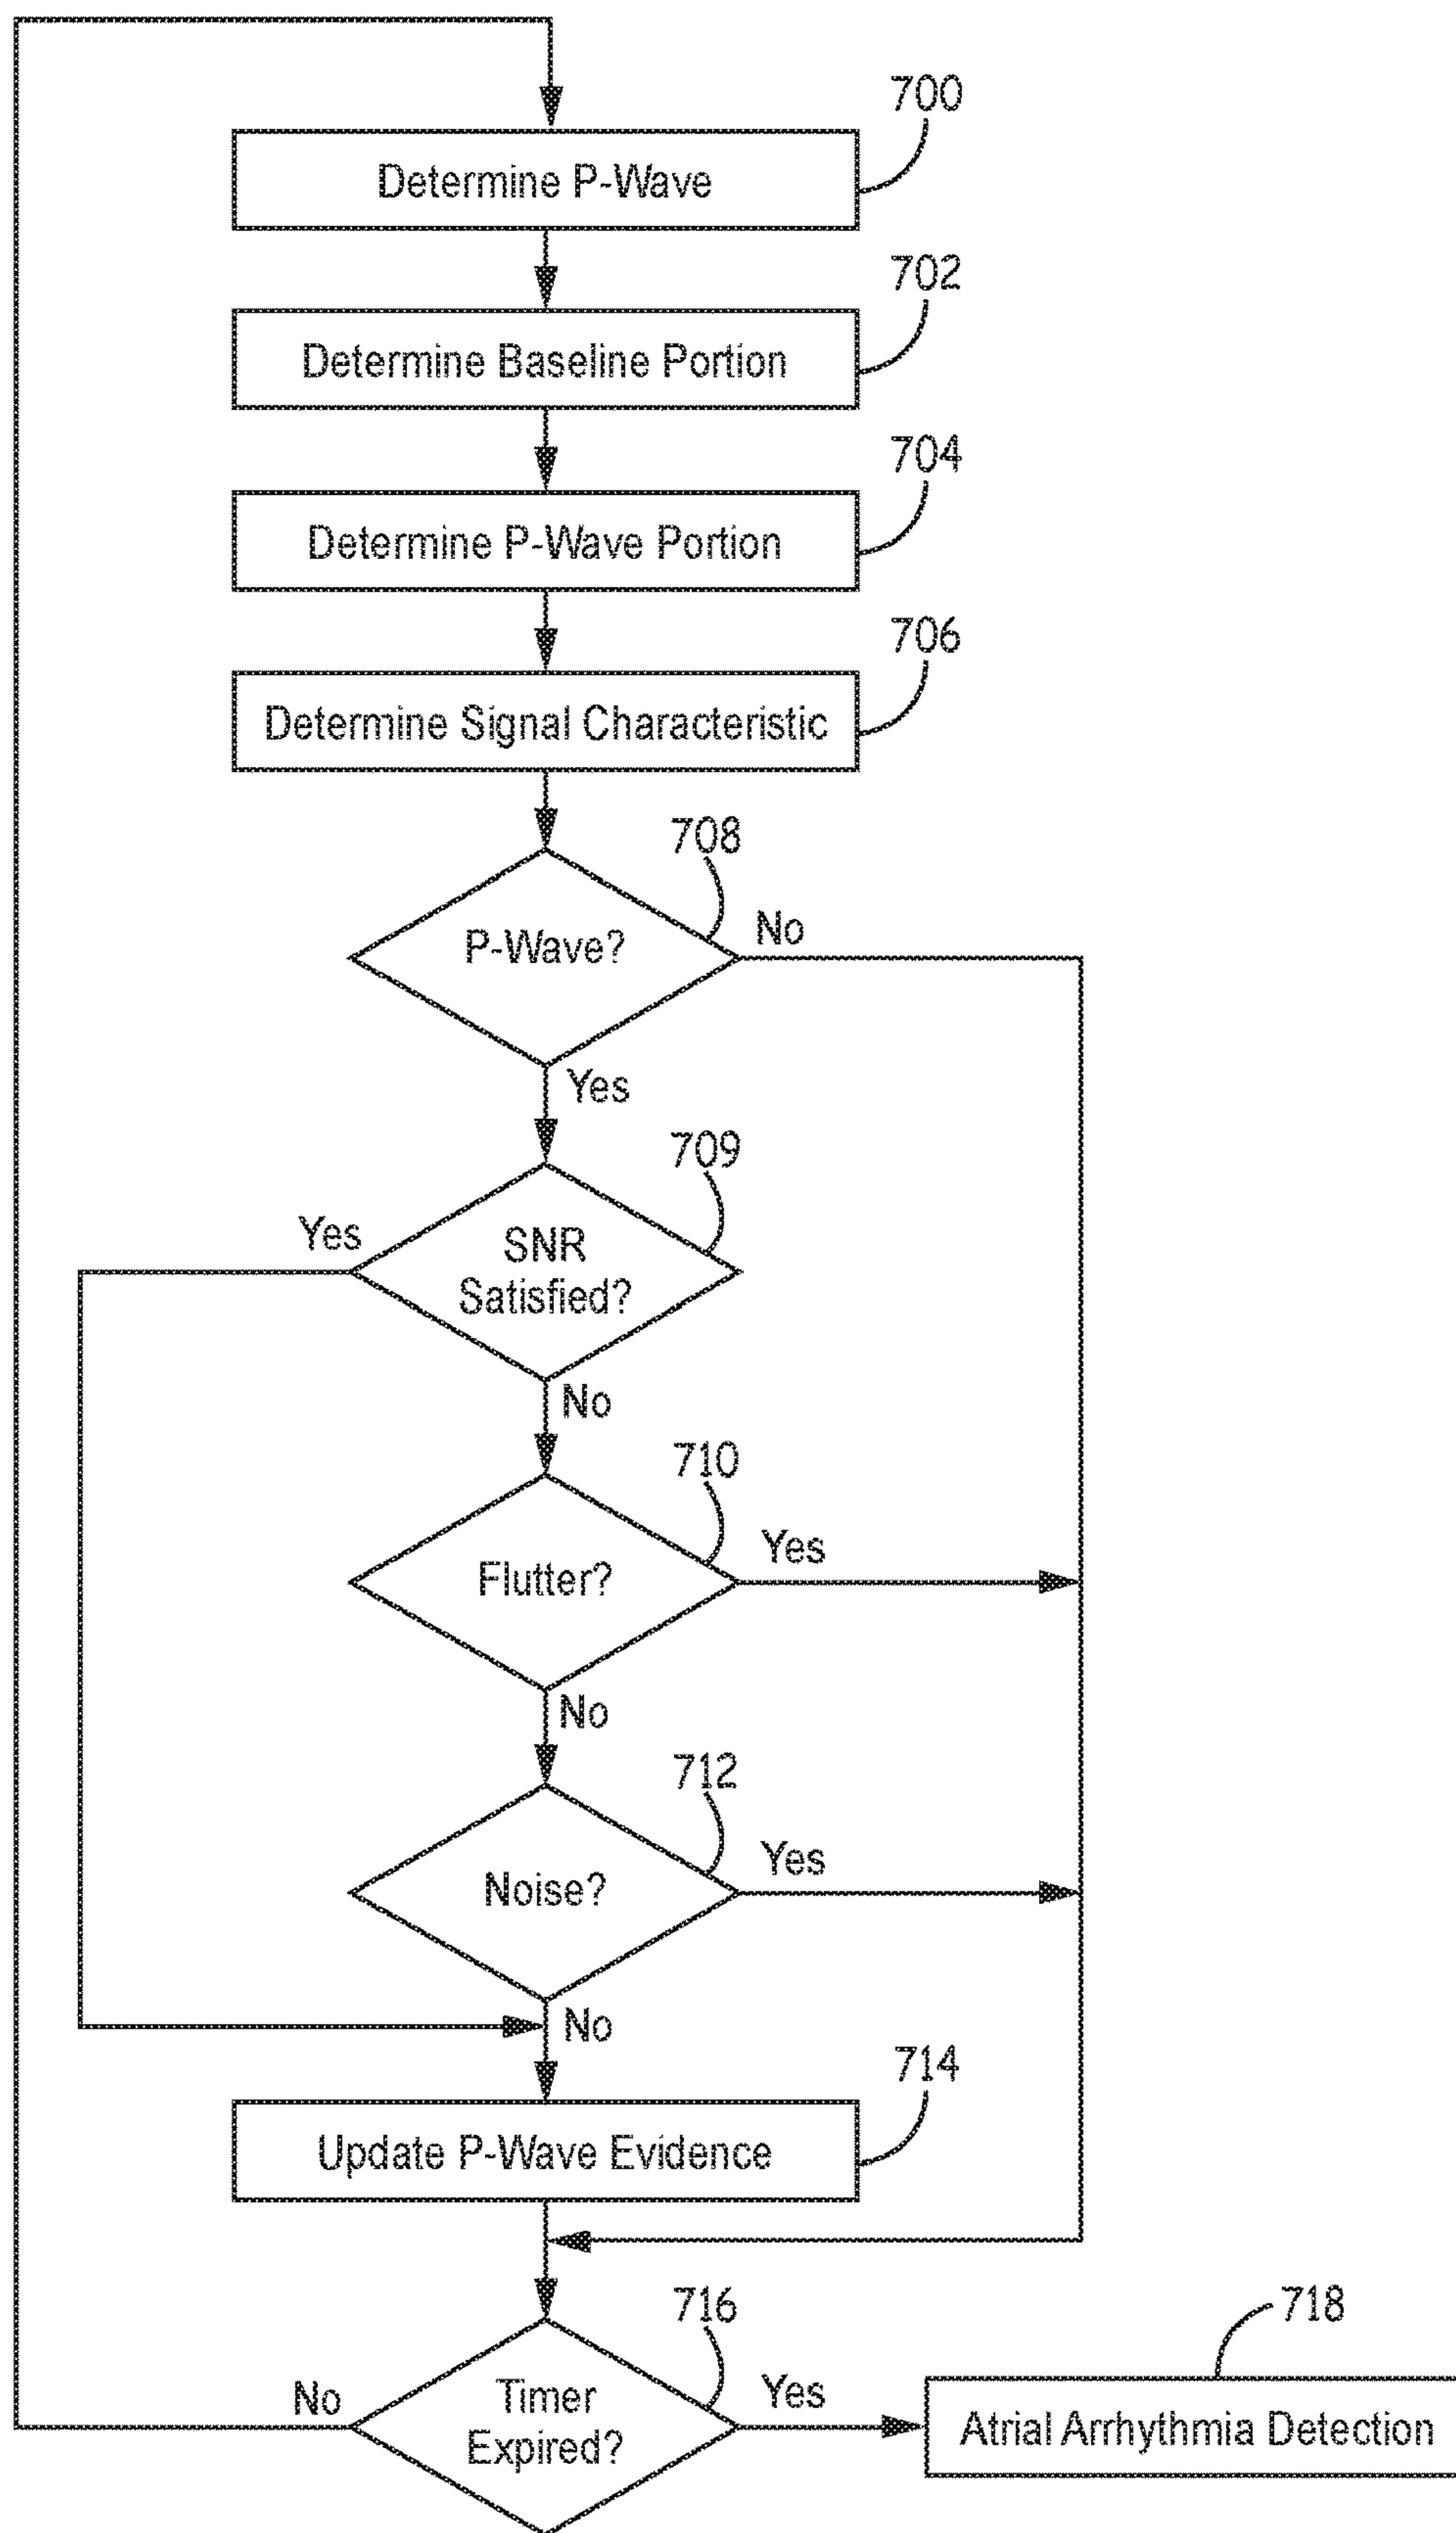 700
Determine P-Wave
702
Determine Baseline Portion
704
Determine P-Wave Portion
706
Determine Signal Characteristic
708
P-Wave?
No
Yes
709
Yes
SNR
Satisfied?
No
710
Flutter?
Yes
No
712
Noise?
Yes
No
714
Update P-Wave Evidence
716
718
No
Timer
Expired?
Yes
Atrial Arrhythmia Detection